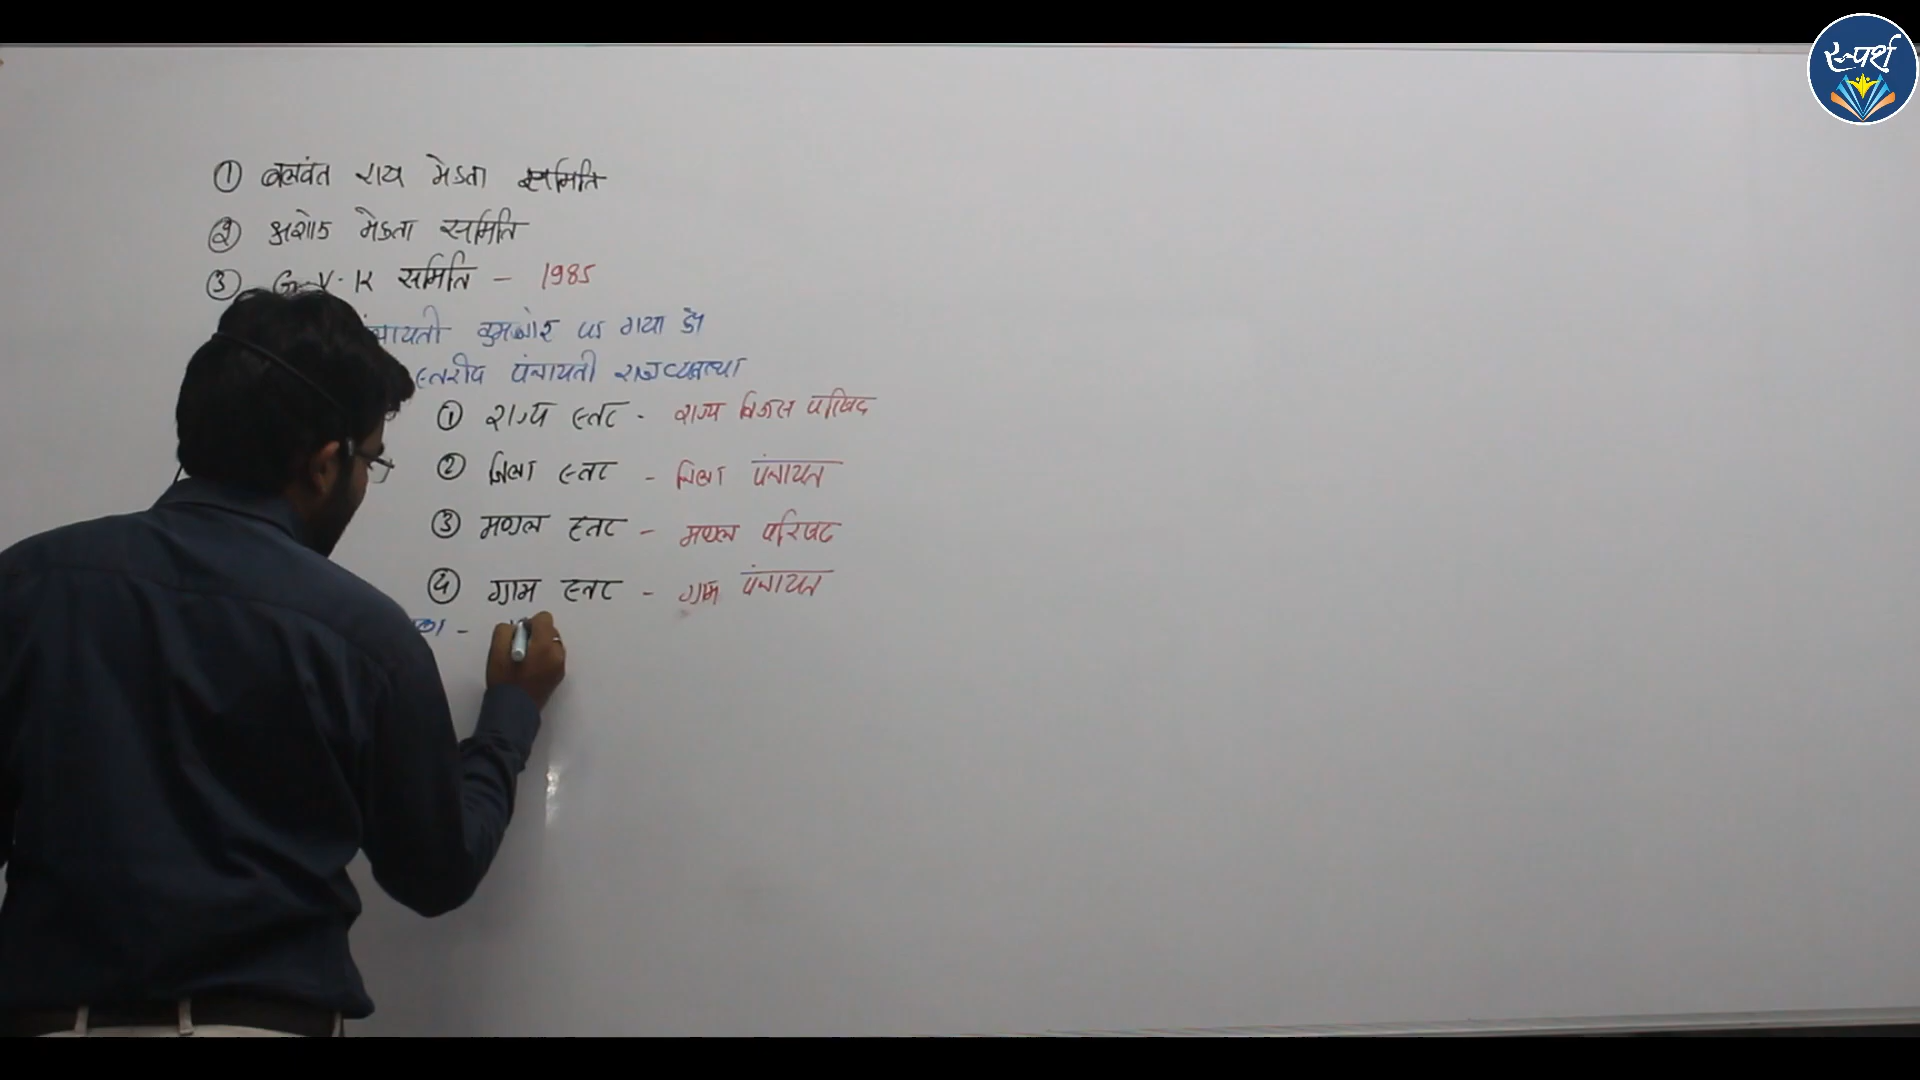 स्पर्श
① बलवंत राय मेहता समिति
② अशोक मेहता समिति
③ G.V.K समिति - 1985
पंचायती कमजोर पड़ गया है
स्तरीय पंचायती राजव्यवस्था
① राज्य स्तर - राज्य विकास परिषद
② जिला स्तर - जिला पंचायत
③ मण्डल स्तर - मण्डल परिषद
④ ग्राम स्तर - ग्राम पंचायत